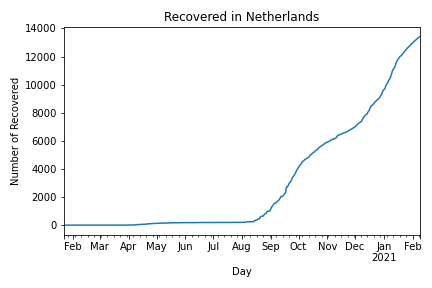 Recovered in Netherlands
Number of Recovered
14000
12000
10000
8000
6000
4000
2000
0
Feb Mar Apr May Jun Jul Aug Sep Oct Nov Dec Jan Feb
2021
Day